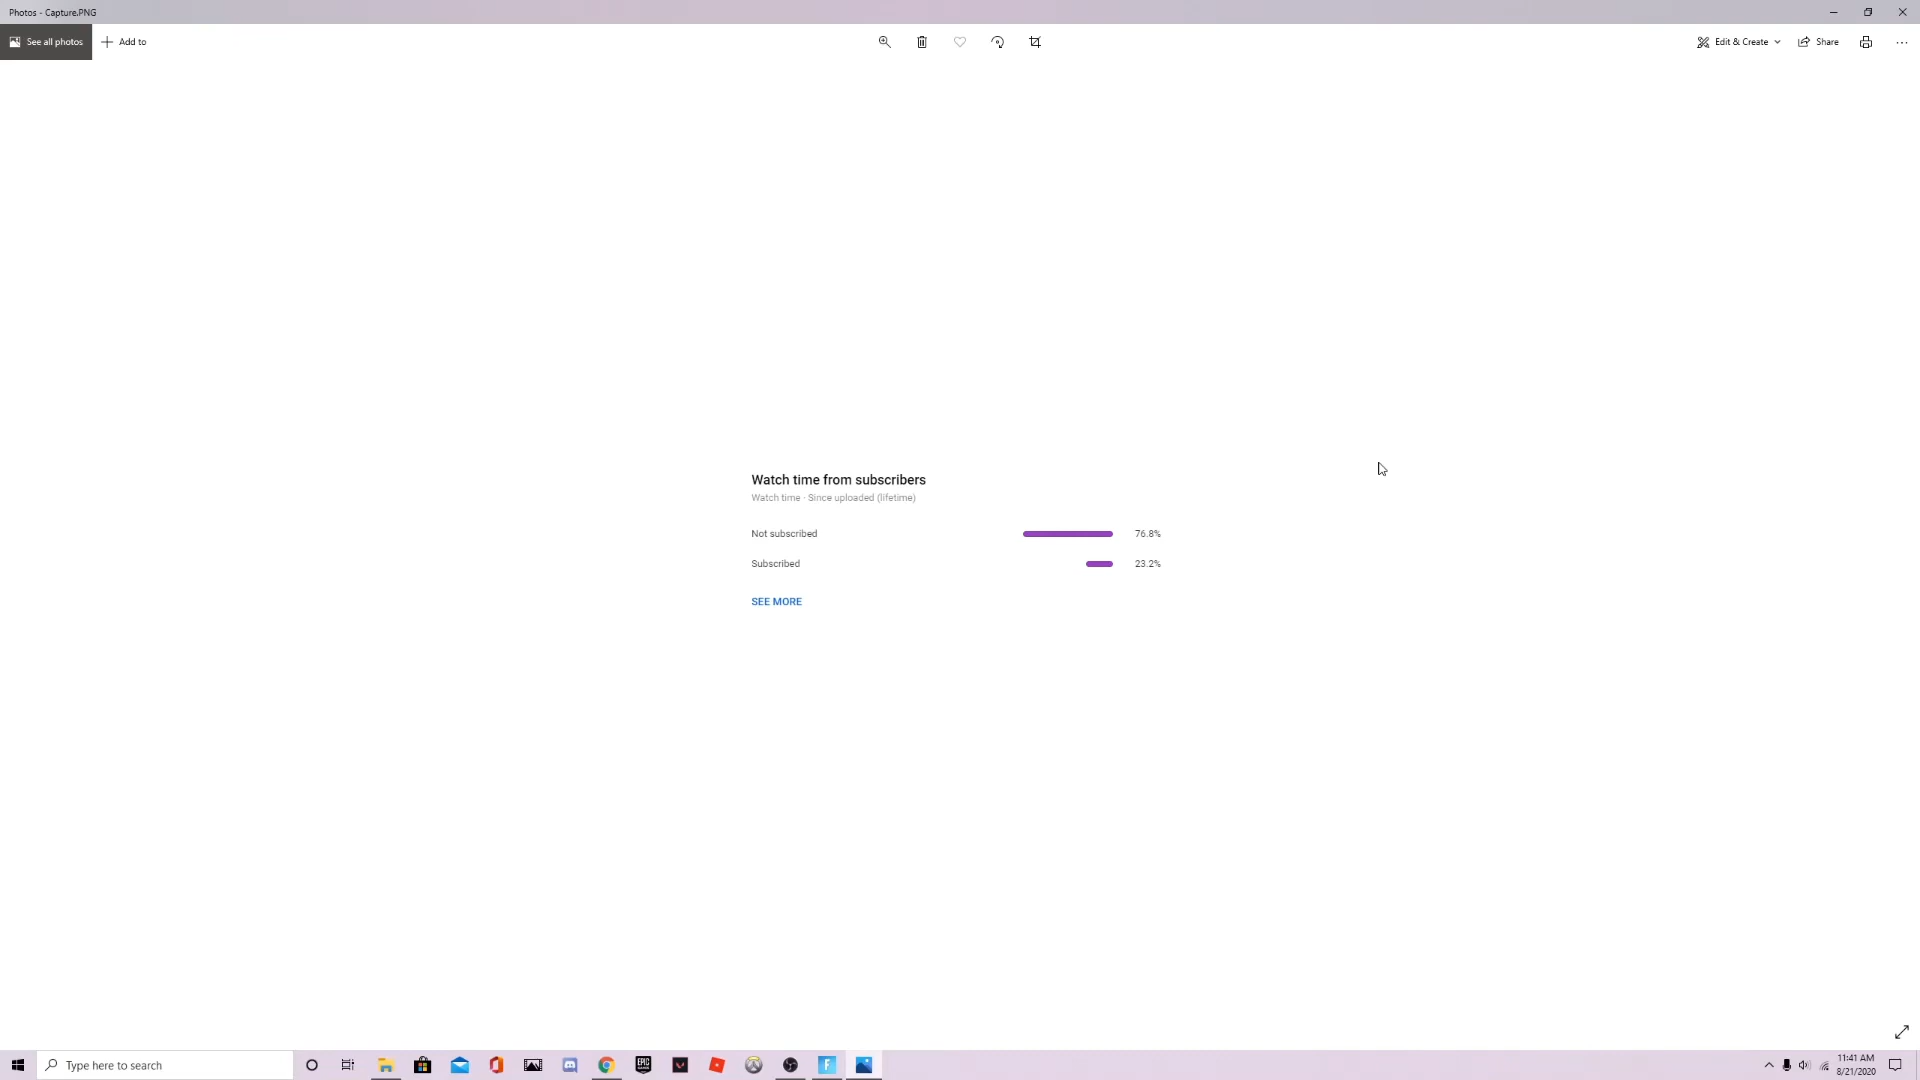 Photos - Capture.PNG
See all photos
Add to
Edit & Create
Share
Watch time from subscribers
Watch time · Since uploaded (lifetime)
Not subscribed 76.8%
Subscribed 23.2%
SEE MORE
Type here to search
EPIC GAMES
F
11:41 AM
8/21/2020